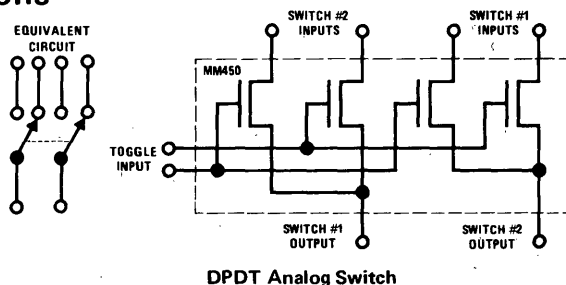 EQUIVALENT
CIRCUIT
SWITCH #2
INPUTS
SWITCH #1
INPUTS
MM450
TOGGLE
INPUT
SWITCH #1
OUTPUT
SWITCH #2
OUTPUT
DPDT Analog Switch